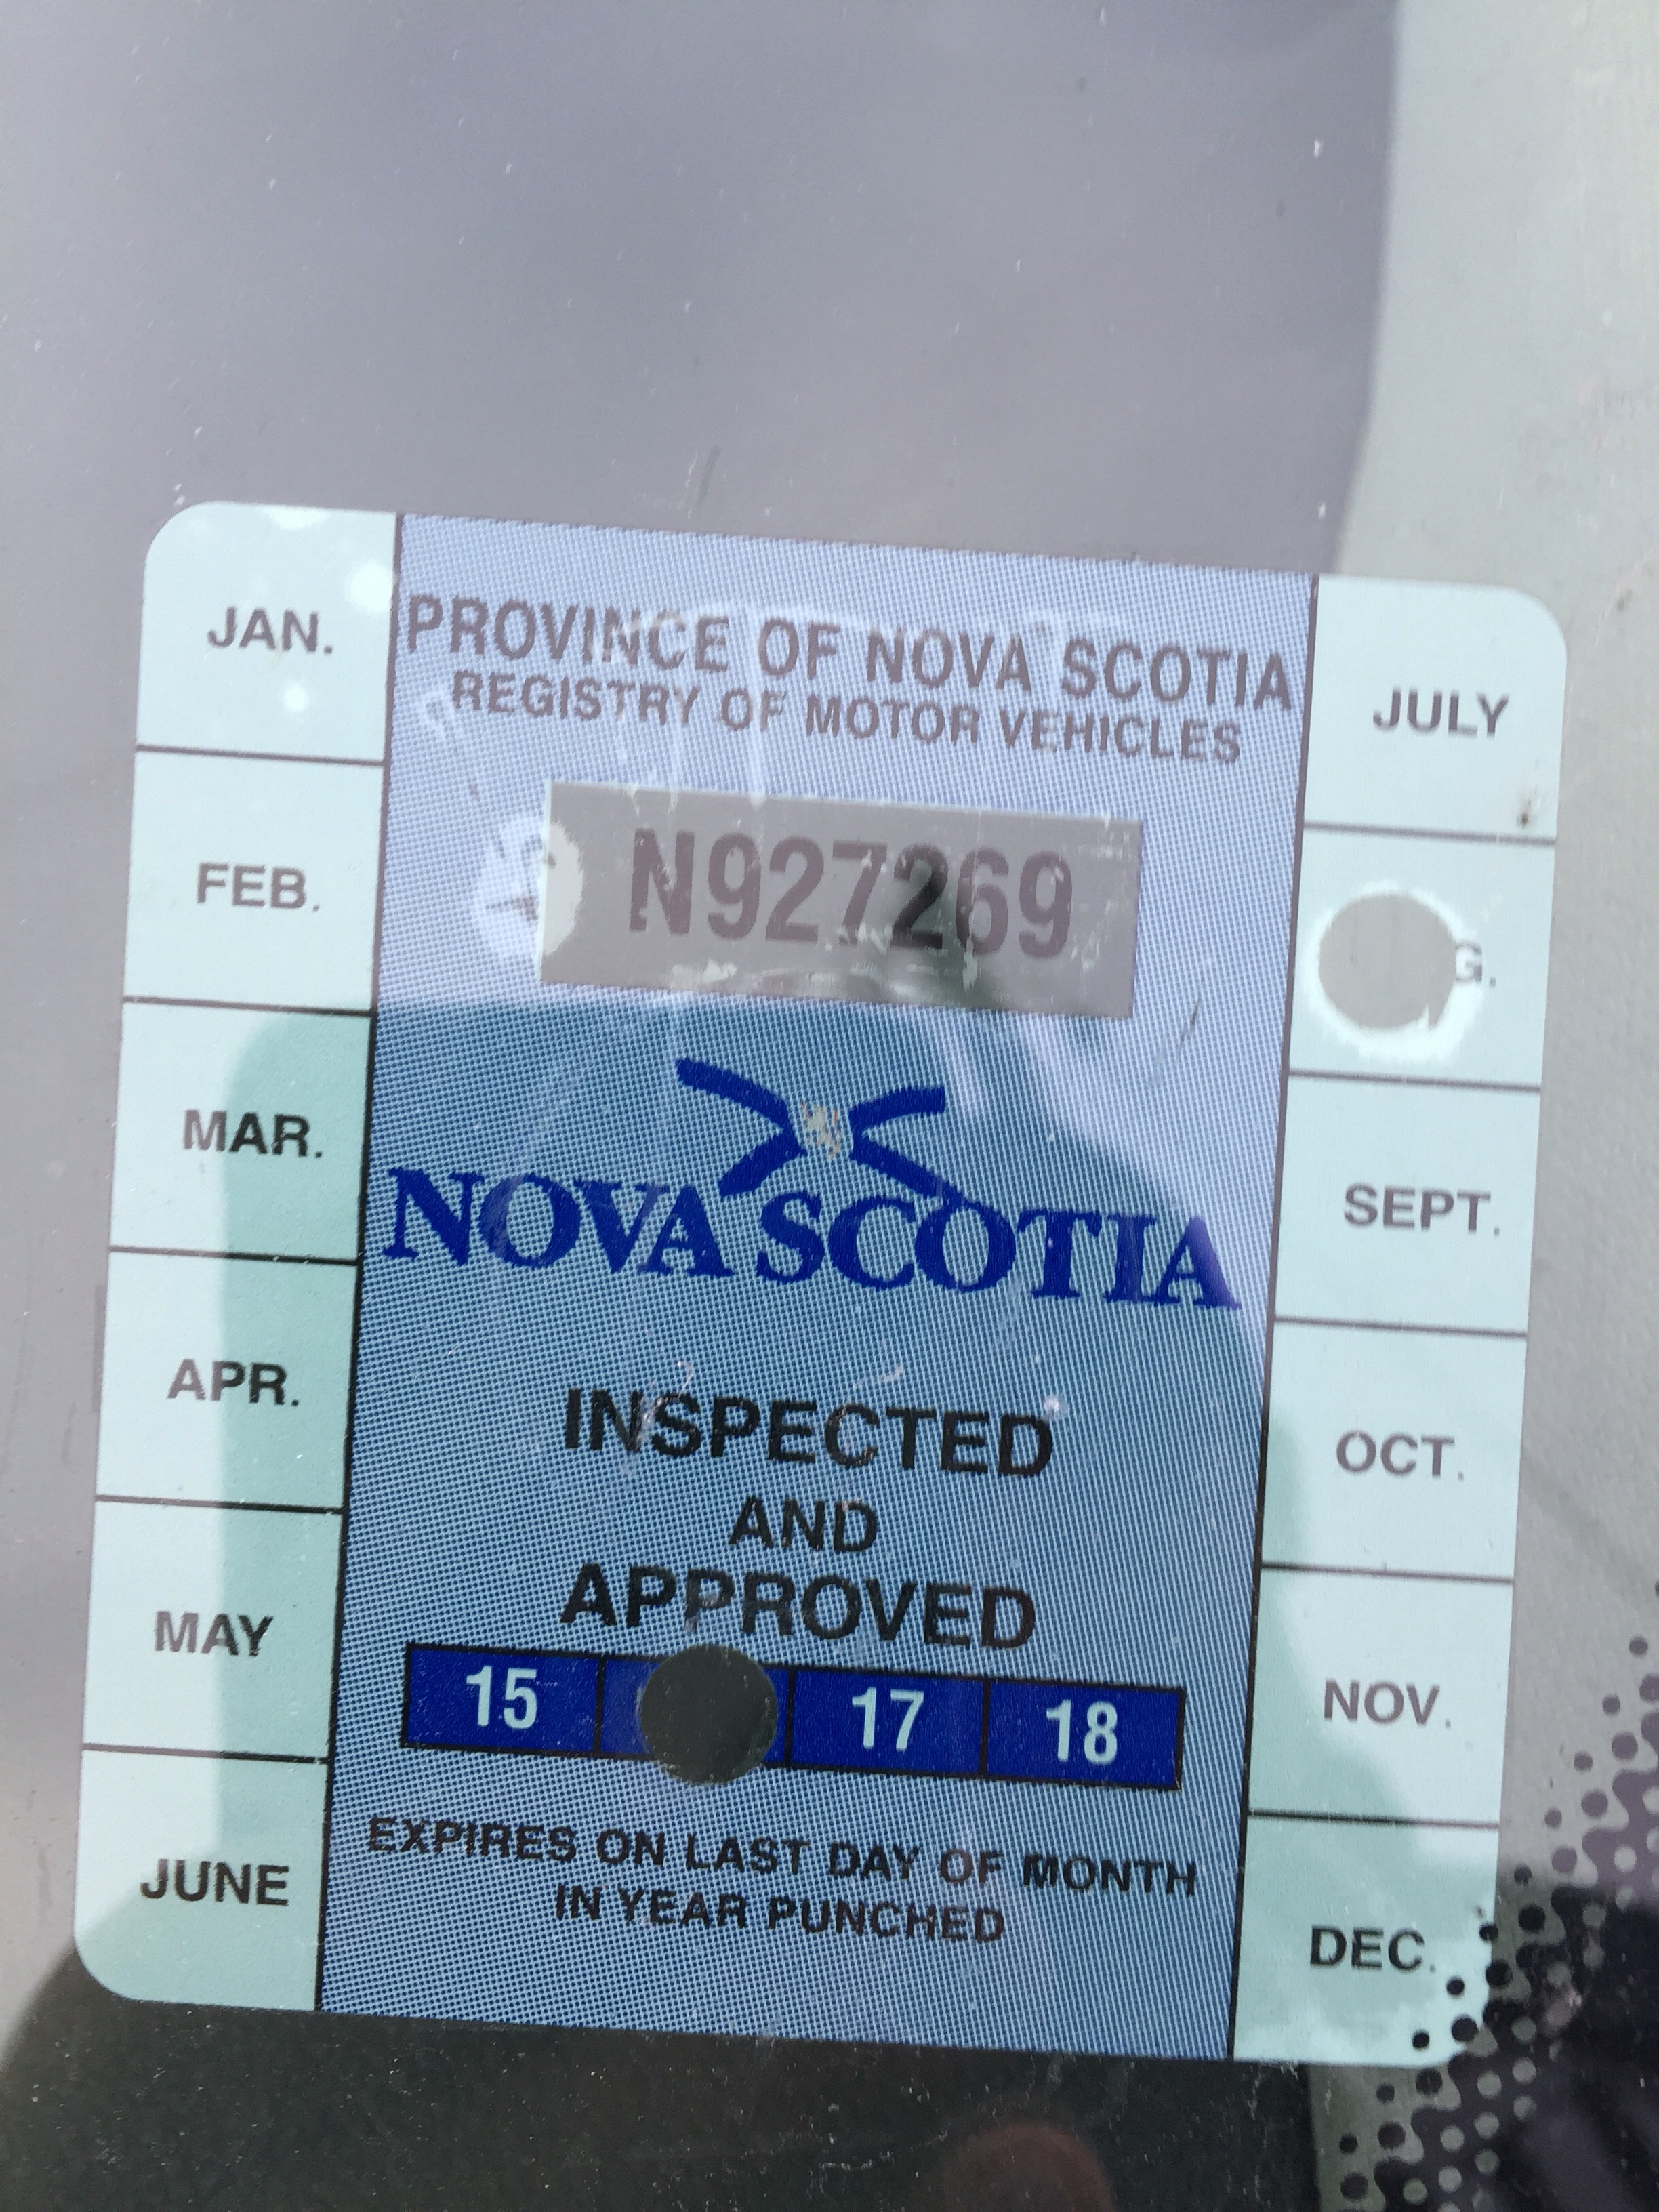 JAN.
FEB.
MAR.
APR.
MAY
JUNE
PROVINCE OF NOVA SCOTIA
REGISTRY OF MOTOR VEHICLES
N927269
NOVA SCOTIA
INSPECTED
AND
APPROVED
15 17 18
EXPIRES ON LAST DAY OF MONTH
IN YEAR PUNCHED
JULY
G.
SEPT.
OCT.
NOV.
DEC.